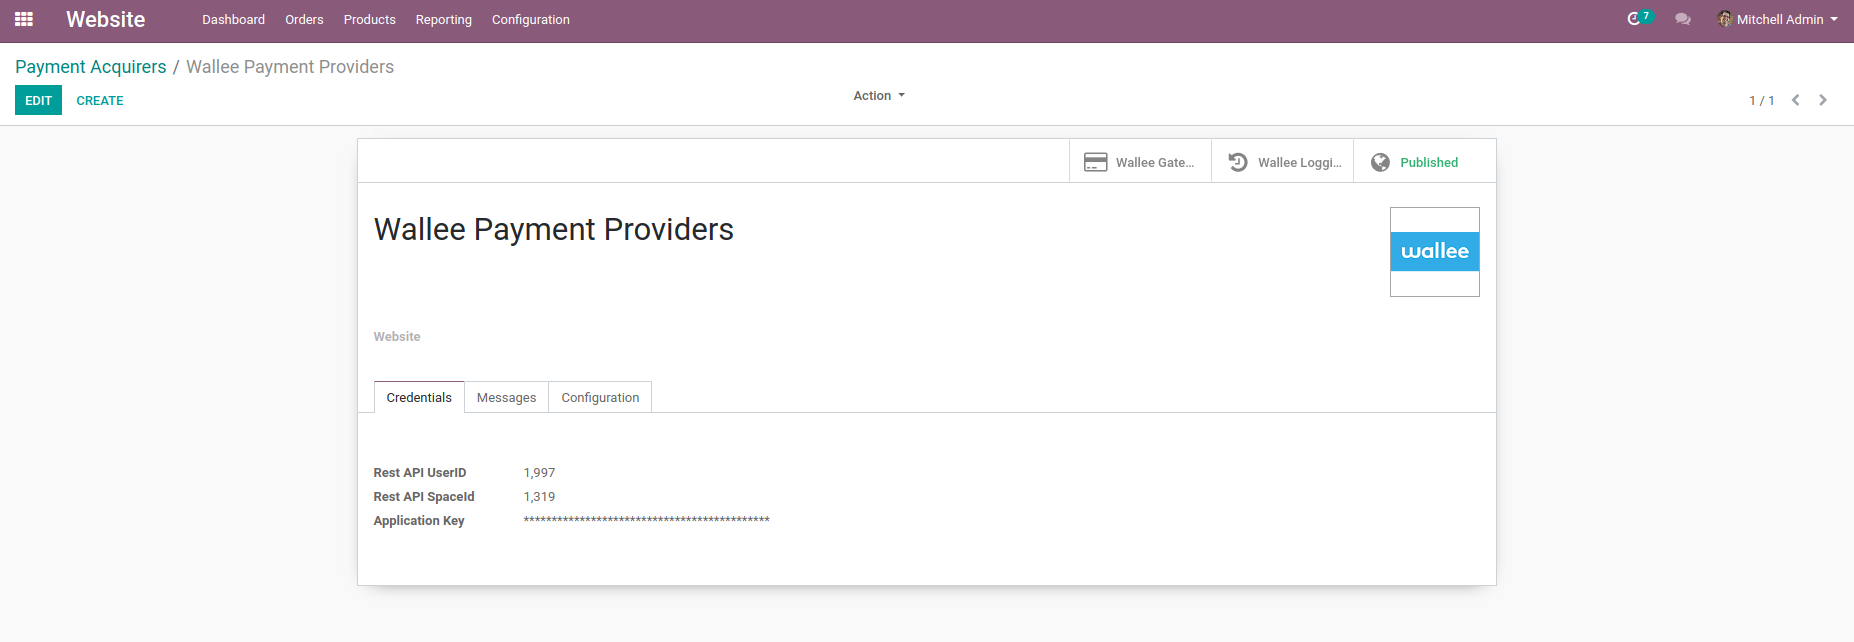 Website Dashboard Orders Products Reporting Configuration 7 Mitchell Admin
Payment Acquirers / Wallee Payment Providers
EDIT CREATE Action 1 / 1
Wallee Gate... Wallee Loggi... Published
Wallee Payment Providers
wallee
Website
Credentials Messages Configuration
Rest API UserID 1,997
Rest API SpaceId 1,319
Application Key ********************************************